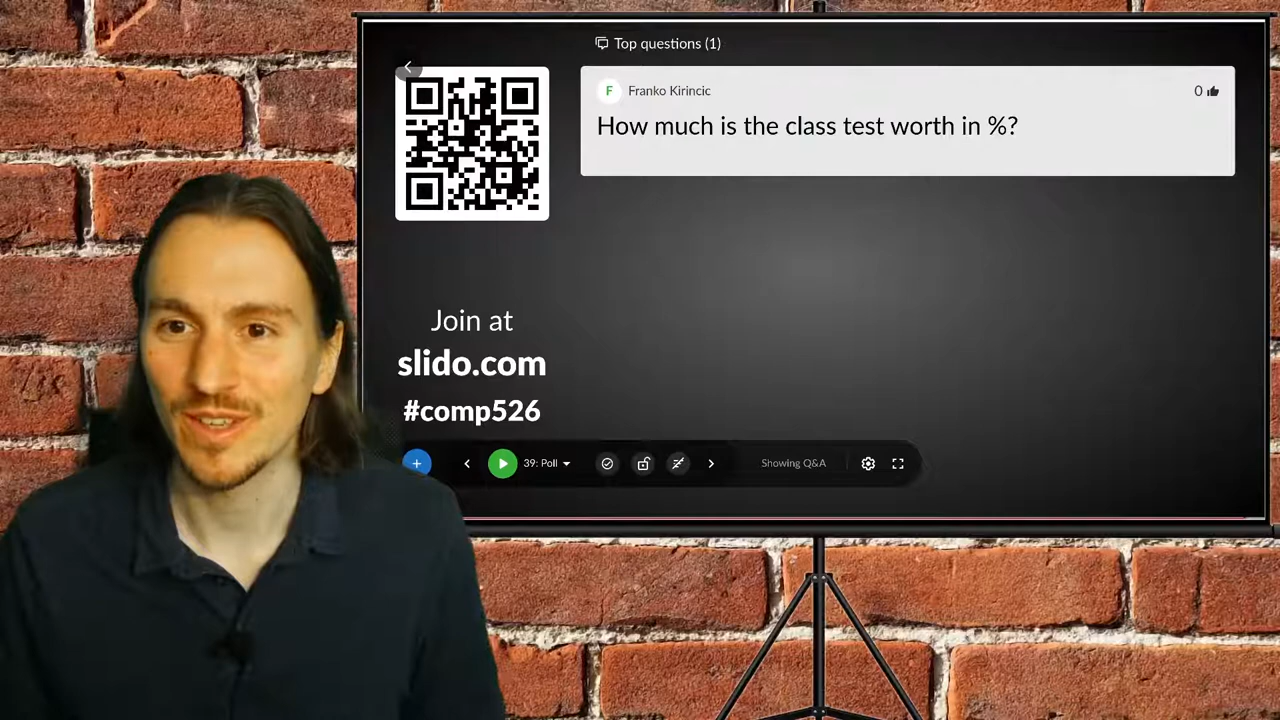 Top questions (1)
F Franko Kirincic 0
How much is the class test worth in %?
Join at
slido.com
#comp526
39: Poll
Showing Q&A